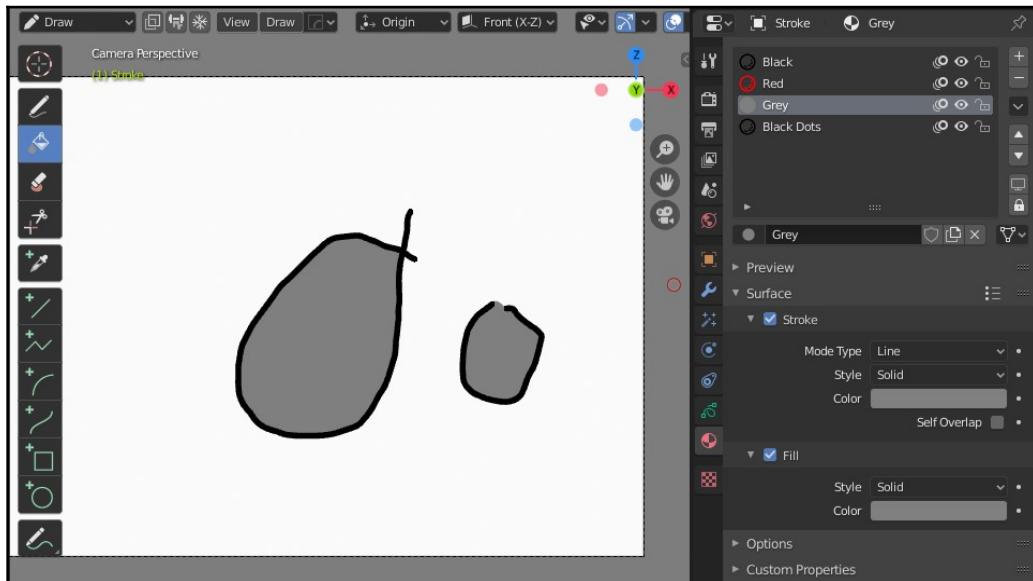 Draw View Draw Origin Front (X-Z)
Camera Perspective
(1) Stroke
Z
Y
X
Stroke Grey
Black
Red
Grey
Black Dots
Grey
Preview
Surface
Stroke
Mode Type Line
Style Solid
Color
Self Overlap
Fill
Style Solid
Color
Options
Custom Properties